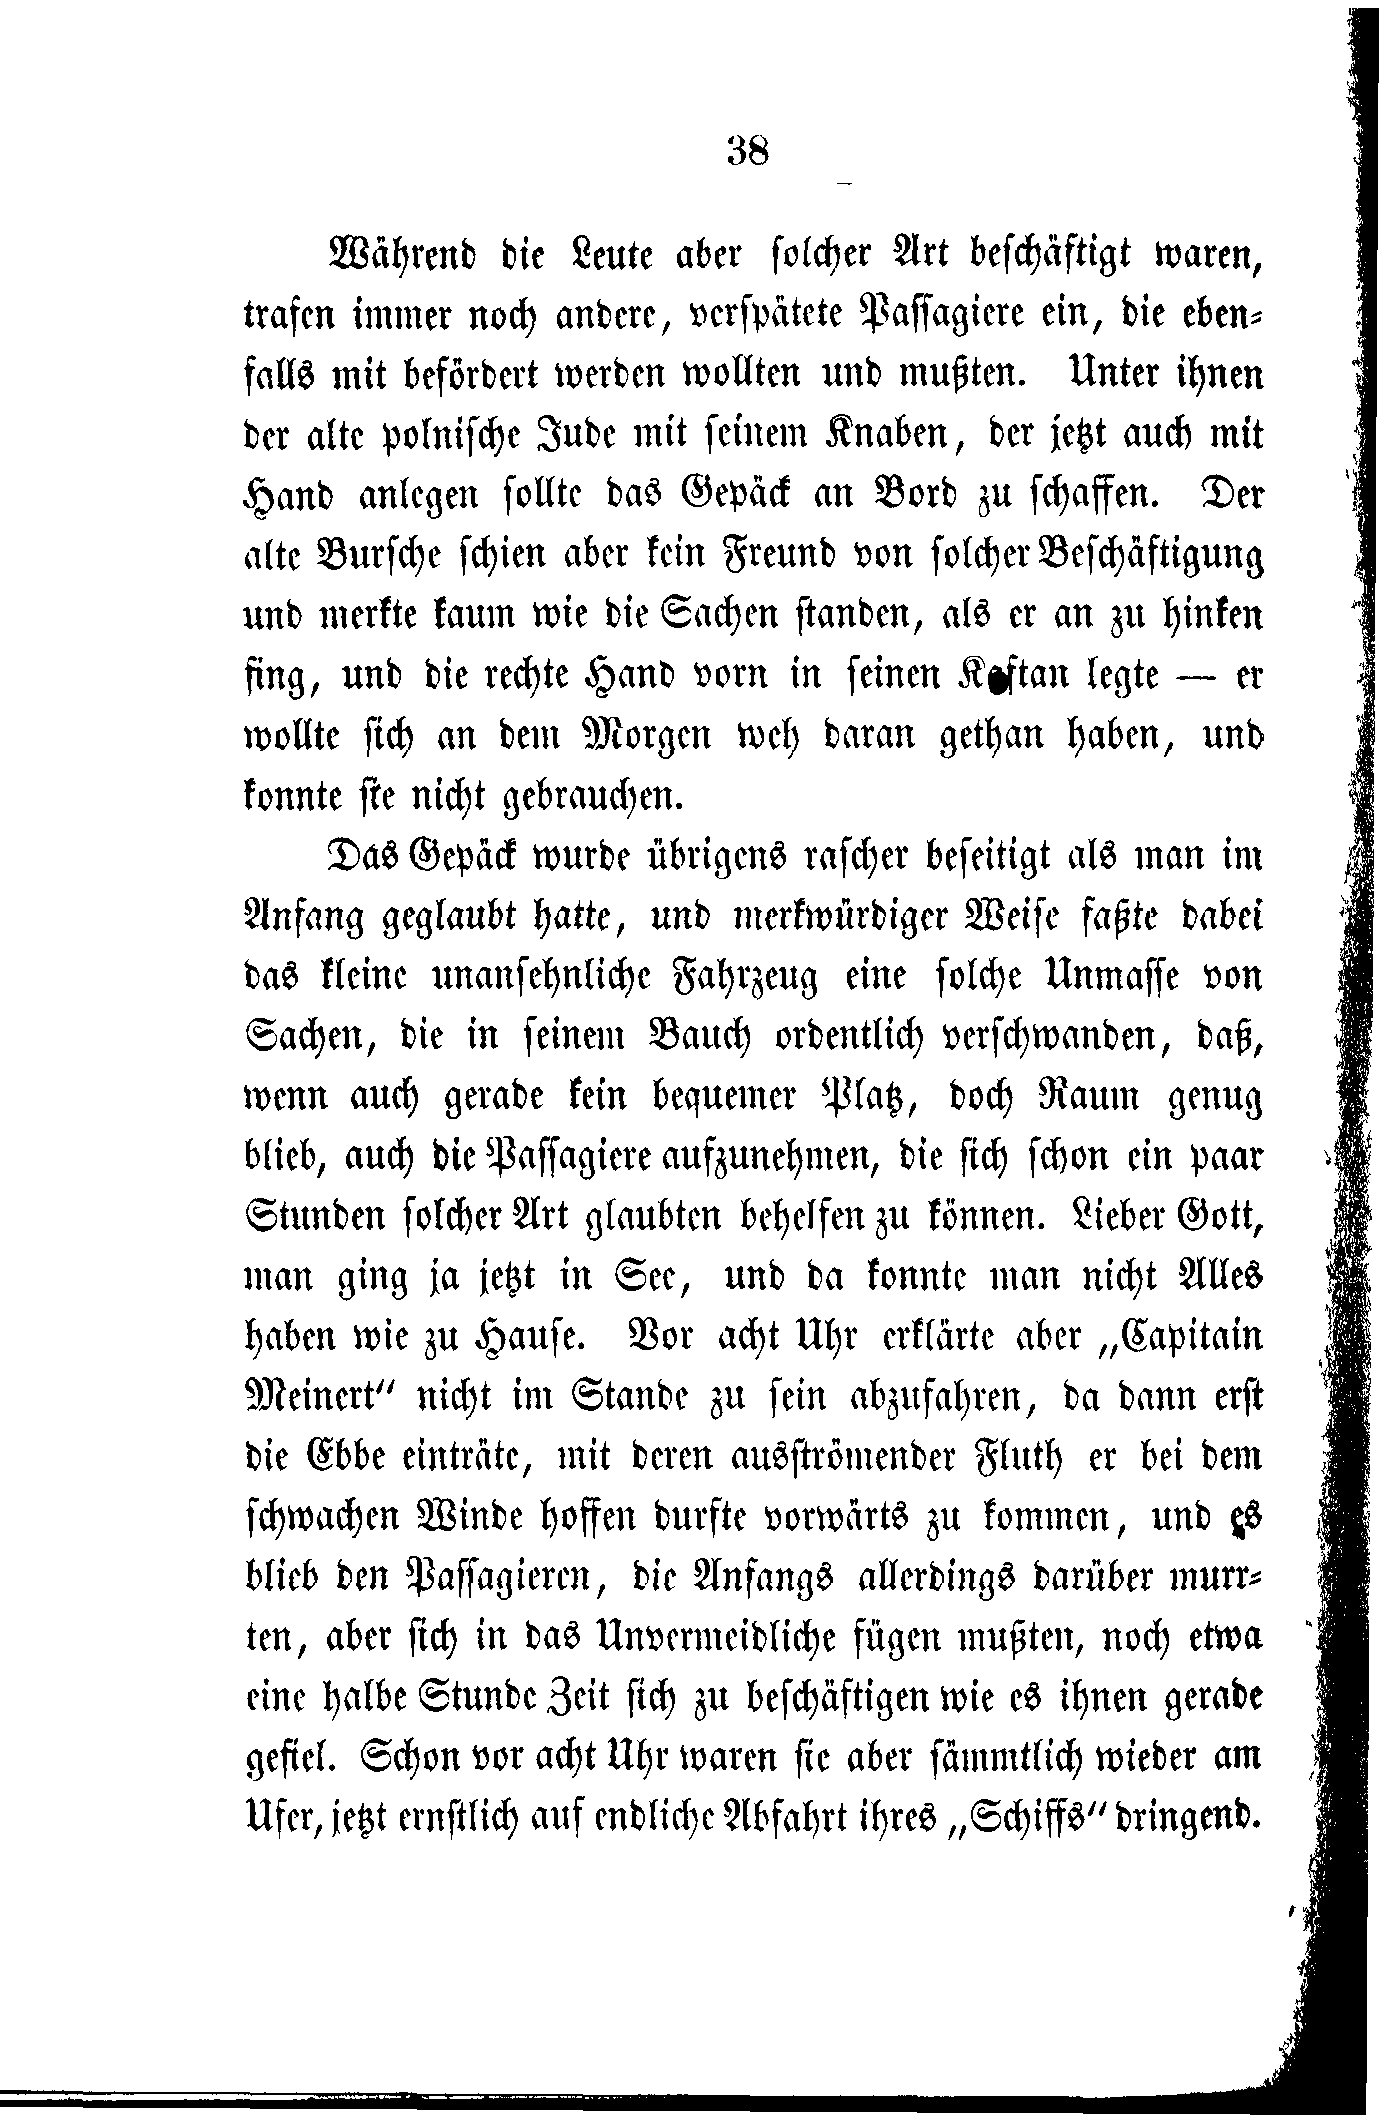 38
Während die Leute aber solcher Art beschäftigt waren,
trafen immer noch andere, verspätete Passagiere ein, die eben-
falls mit befördert werden wollten und mußten. Unter ihnen
der alte polnische Jude mit seinem Knaben, der jetzt auch mit
Hand anlegen sollte das Gepäck an Bord zu schaffen. Der
alte Bursche schien aber kein Freund von solcher Beschäftigung
und merkte kaum wie die Sachen standen, als er an zu hinken
fing, und die rechte Hand vorn in seinen Kaftan legte — er
wollte sich an dem Morgen weh daran gethan haben, und
konnte sie nicht gebrauchen.
Das Gepäck wurde übrigens rascher beseitigt als man im
Anfang geglaubt hatte, und merkwürdiger Weise faßte dabei
das kleine unansehnliche Fahrzeug eine solche Unmasse von
Sachen, die in seinem Bauch ordentlich verschwanden, daß,
wenn auch gerade kein bequemer Platz, doch Raum genug
blieb, auch die Passagiere aufzunehmen, die sich schon ein paar
Stunden solcher Art glaubten behelfen zu können. Lieber Gott,
man ging ja jetzt in See, und da konnte man nicht Alles
haben wie zu Hause. Vor acht Uhr erklärte aber „Capitain
Meinert“ nicht im Stande zu sein abzufahren, da dann erst
die Ebbe einträte, mit deren ausströmender Fluth er bei dem
schwachen Winde hoffen durfte vorwärts zu kommen, und es
blieb den Passagieren, die Anfangs allerdings darüber murr-
ten, aber sich in das Unvermeidliche fügen mußten, noch etwa
eine halbe Stunde Zeit sich zu beschäftigen wie es ihnen gerade
gefiel. Schon vor acht Uhr waren sie aber sämmtlich wieder am
Ufer, jetzt ernstlich auf endliche Abfahrt ihres „Schiffs“ dringend.